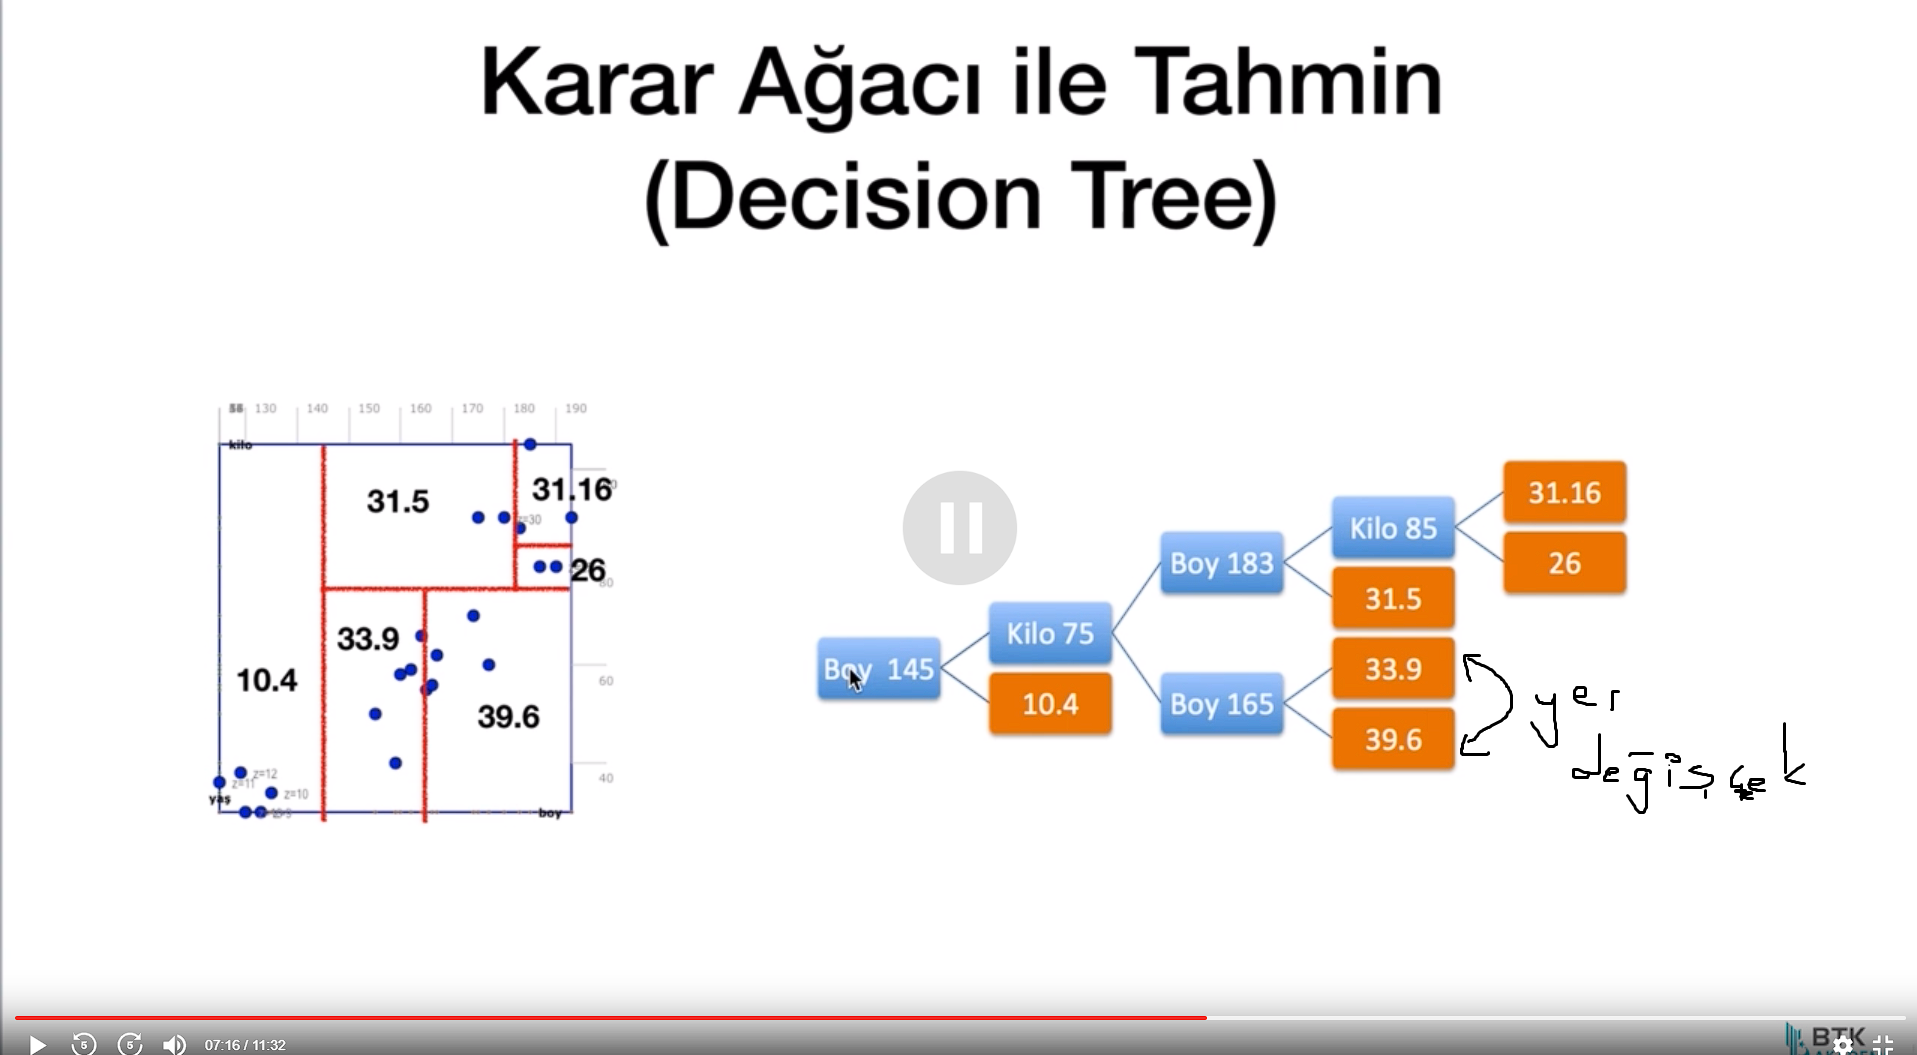 Karar Ağacı ile Tahmin
(Decision Tree)
130 140 150 160 170 180 190
kilo
31.5
31.16
z=30
26
80
33.9
10.4
60
39.6
40
z=12
z=11
yaş
z=10
boy
Boy 145
Kilo 75
10.4
Boy 183
Boy 165
Kilo 85
31.5
33.9
39.6
31.16
26
yer
değişçek
07:16 / 11:32
5
5
BTK